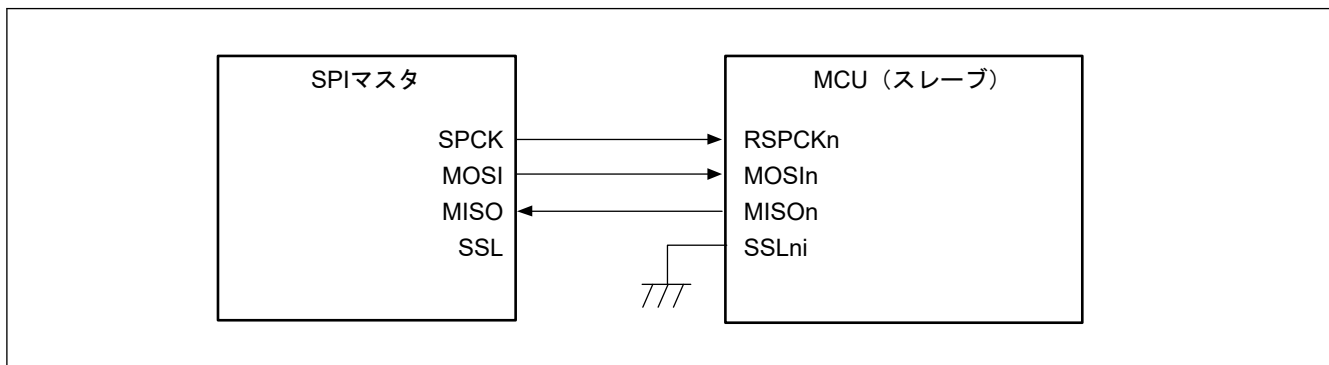 SPIマスタ
SPCK
MOSI
MISO
SSL
MCU（スレーブ）
RSPCKn
MOSIn
MISOn
SSLni